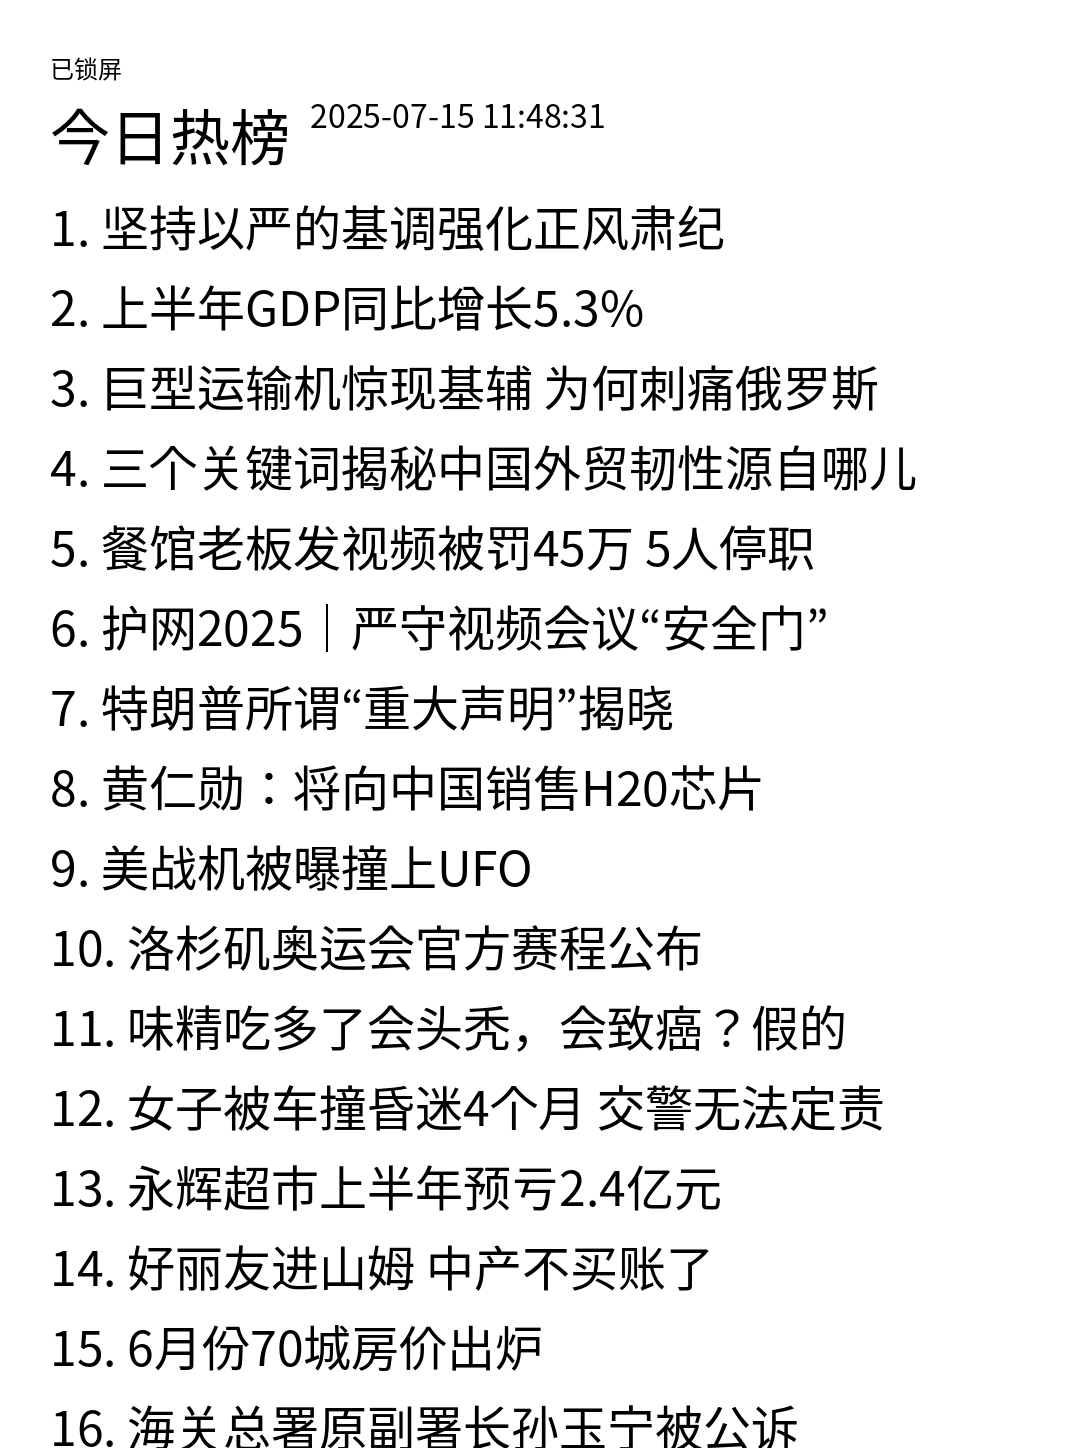 已锁屏
今日热榜 2025-07-15 11:48:31
1. 坚持以严的基调强化正风肃纪
2. 上半年GDP同比增长5.3%
3. 巨型运输机惊现基辅 为何刺痛俄罗斯
4. 三个关键词揭秘中国外贸韧性源自哪儿
5. 餐馆老板发视频被罚45万 5人停职
6. 护网2025｜严守视频会议“安全门”
7. 特朗普所谓“重大声明”揭晓
8. 黄仁勋：将向中国销售H20芯片
9. 美战机被曝撞上UFO
10. 洛杉矶奥运会官方赛程公布
11. 味精吃多了会头秃，会致癌？假的
12. 女子被车撞昏迷4个月 交警无法定责
13. 永辉超市上半年预亏2.4亿元
14. 好丽友进山姆 中产不买账了
15. 6月份70城房价出炉
16. 海关总署原副署长孙玉宁被公诉